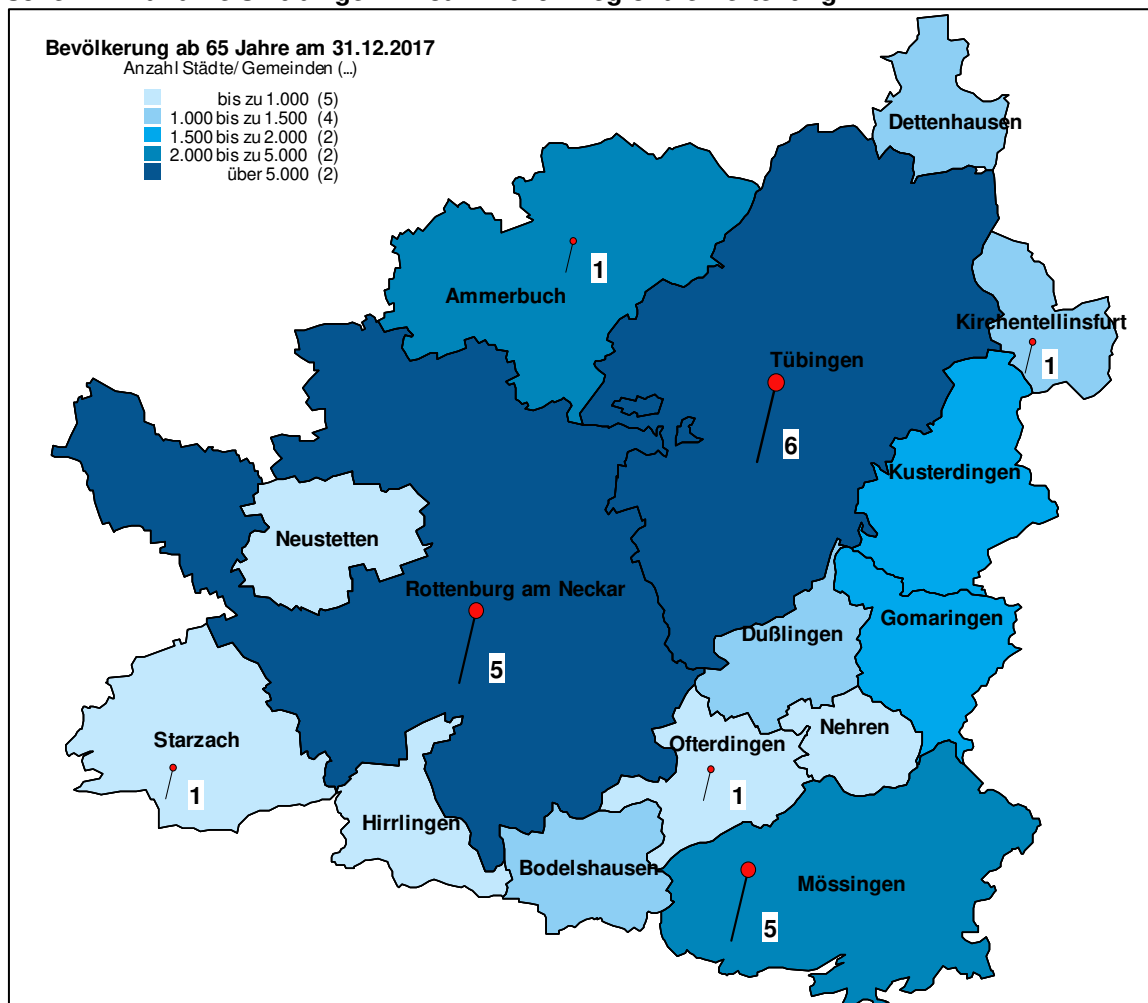 Bevölkerung ab 65 Jahre am 31.12.2017
Anzahl Städte/ Gemeinden (...)
bis zu 1.000 (5)
1.000 bis zu 1.500 (4)
1.500 bis zu 2.000 (2)
2.000 bis zu 5.000 (2)
über 5.000 (2)
Dettenhausen
1
Ammerbuch
Kirchentellinsfurt
1
Tübingen
6
Kusterdingen
Neustetten
Rottenburg am Neckar
5
Gomaringen
Dußlingen
Nehren
Starzach
1
Ofterdingen
1
Hirrlingen
Bodelshausen
Mössingen
5